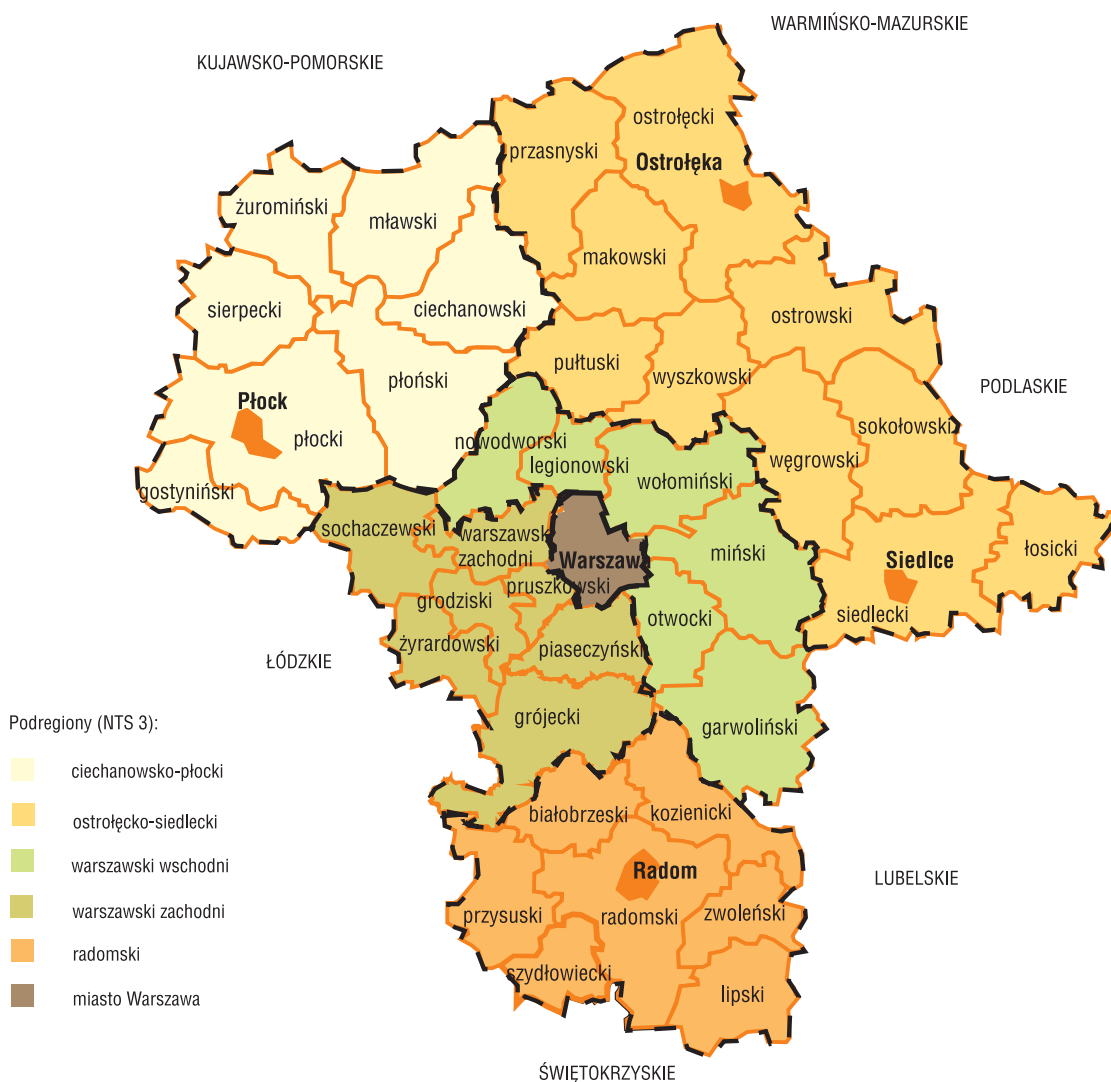 WARMIŃSKO-MAZURSKIE
KUJAWSKO-POMORSKIE
ostrołęcki
Ostrołęka
przasnyski
żuromiński
mławski
makowski
sierpecki
ciechanowski
ostrowski
pułtuski
wyszkowski
płoński
PODLASKIE
Płock
płocki
sokołowski
nowodworski
legionowski
węgrowski
gostyniński
wołomiński
sochaczewski
warszawski
zachodni
Warszawa
miński
Siedlce
łosicki
pruszkowski
grodziski
otwocki
siedlecki
żyrardowski
piaseczyński
ŁÓDZKIE
grójecki
garwoliński
Podregiony (NTS 3):
ciechanowsko-płocki
ostrołęcko-siedlecki
warszawski wschodni
warszawski zachodni
radomski
miasto Warszawa
białobrzeski
kozienicki
Radom
LUBELSKIE
przysuski
radomski
zwoleński
szydłowiecki
lipski
ŚWIĘTOKRZYSKIE